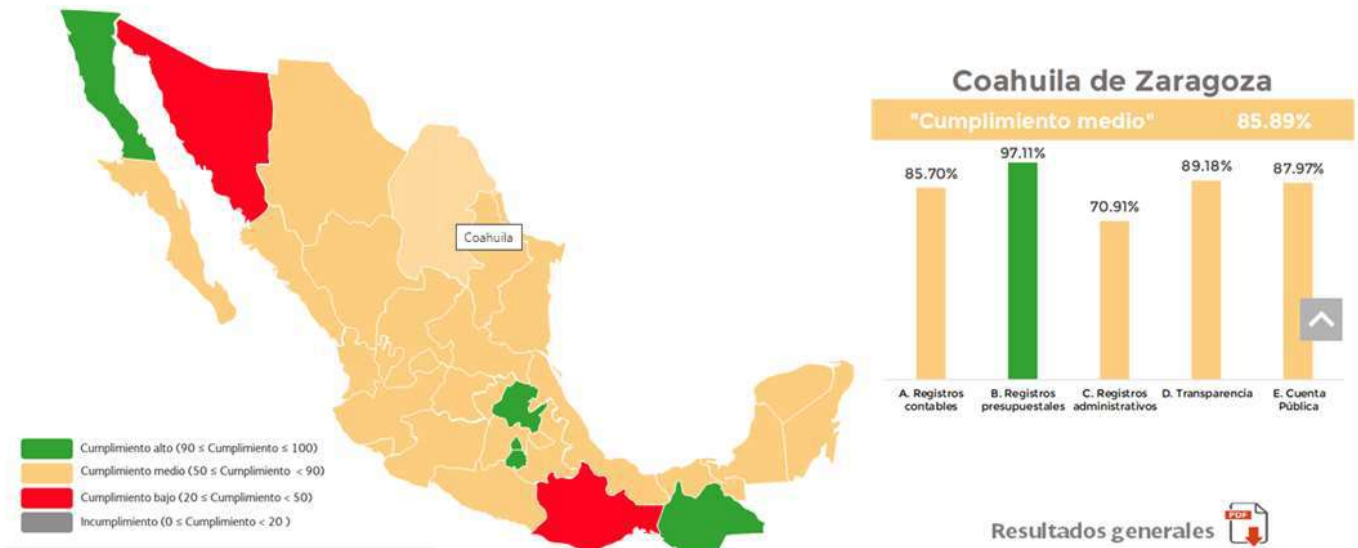 Coahuila
Cumplimiento alto (90 ≤ Cumplimiento ≤ 100)
Cumplimiento medio (50 ≤ Cumplimiento < 90)
Cumplimiento bajo (20 ≤ Cumplimiento < 50)
Incumplimiento (0 ≤ Cumplimiento < 20 )
Coahuila de Zaragoza
"Cumplimiento medio" 85.89%
85.70%
97.11%
70.91%
89.18%
87.97%
A. Registros
contables
B. Registros
presupuestales
C. Registros
administrativos
D. Transparencia
E. Cuenta
Pública
Resultados generales
PDF